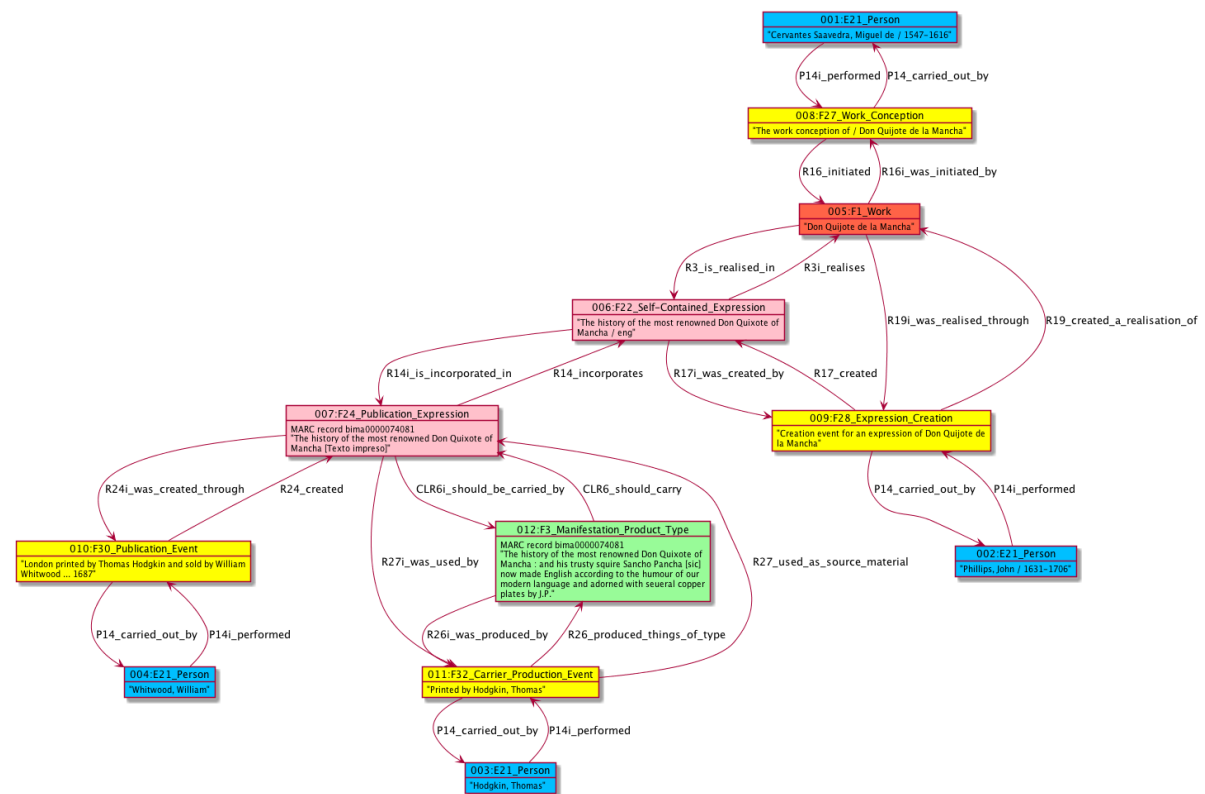 001:E21_Person
"Cervantes Saavedra, Miguel de / 1547-1616"
P14i_performed
P14_carried_out_by
008:F27_Work_Conception
"The work conception of / Don Quijote de la Mancha"
R16_initiated
R16i_was_initiated_by
005:F1_Work
"Don Quijote de la Mancha"
R3_is_realised_in
R3i_realises
006:F22_Self-Contained_Expression
"The history of the most renowned Don Quixote of
Mancha / eng"
R19i_was_realised_through
R19_created_a_realisation_of
R14i_is_incorporated_in
R14_incorporates
R17i_was_created_by
R17_created
007:F24_Publication_Expression
MARC record bima0000074081
"The history of the most renowned Don Quixote of
Mancha [Texto impreso]"
009:F28_Expression_Creation
"Creation event for an expression of Don Quijote de
la Mancha"
R24i_was_created_through
R24_created
CLR6i_should_be_carried_by
CLR6_should_carry
P14_carried_out_by
P14i_performed
012:F3_Manifestation_Product_Type
MARC record bima0000074081
"The history of the most renowned Don Quixote of
Mancha : and his trusty squire Sancho Pancha [sic]
now made English according to the humour of our
modern language and adorned with seueral copper
plates by J.P."
010:F30_Publication_Event
"London printed by Thomas Hodgkin and sold by William
Whitwood ... 1687"
R27i_was_used_by
R27_used_as_source_material
002:E21_Person
"Phillips, John / 1631-1706"
P14_carried_out_by
P14i_performed
R26i_was_produced_by
R26_produced_things_of_type
004:E21_Person
"Whitwood, William"
011:F32_Carrier_Production_Event
"Printed by Hodgkin, Thomas"
P14_carried_out_by
P14i_performed
003:E21_Person
"Hodgkin, Thomas"